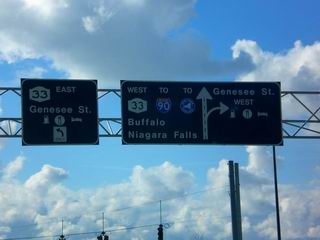 33 EAST
Genesee St.
WEST TO TO
33 90
Buffalo
Niagara Falls
Genesee St.
WEST